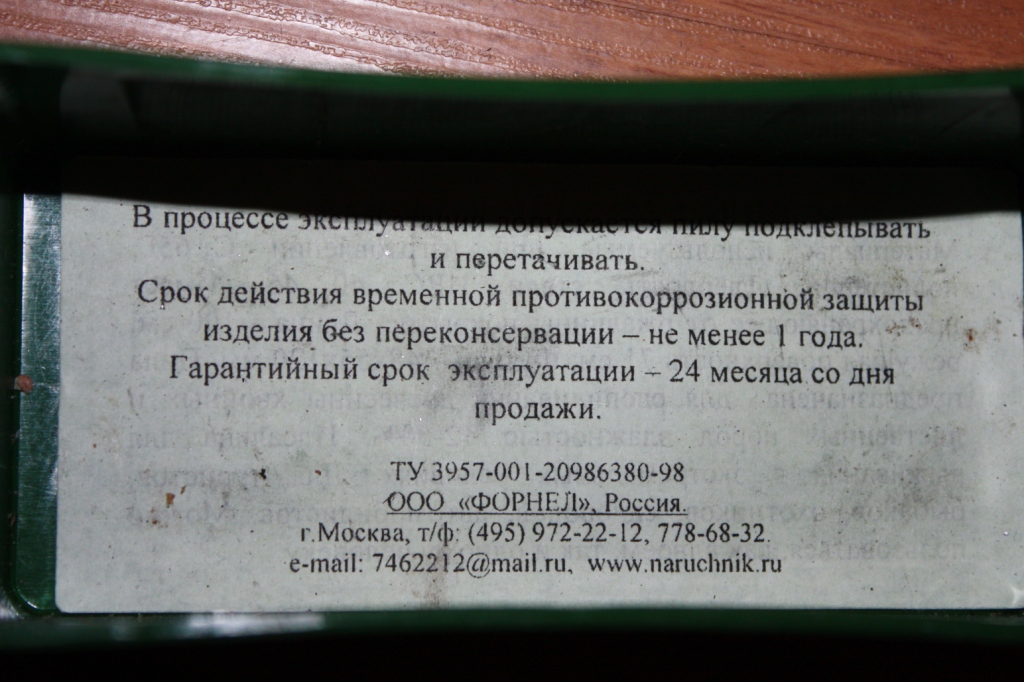 В процессе эксплуатации допускается пилу подклепывать
и перетачивать.
Срок действия временной противокоррозионной защиты
изделия без переконсервации – не менее 1 года.
Гарантийный срок эксплуатации – 24 месяца со дня
продажи.
ТУ 3957-001-20986380-98
ООО «ФОРНЕЛ», Россия.
г.Москва, т/ф: (495) 972-22-12, 778-68-32.
e-mail: 7462212@mail.ru, www.naruchnik.ru